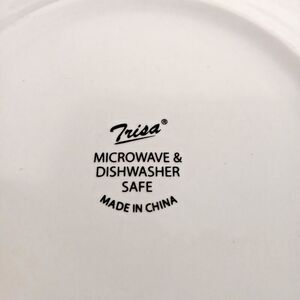 Trisa®
MICROWAVE &
DISHWASHER
SAFE
MADE IN CHINA